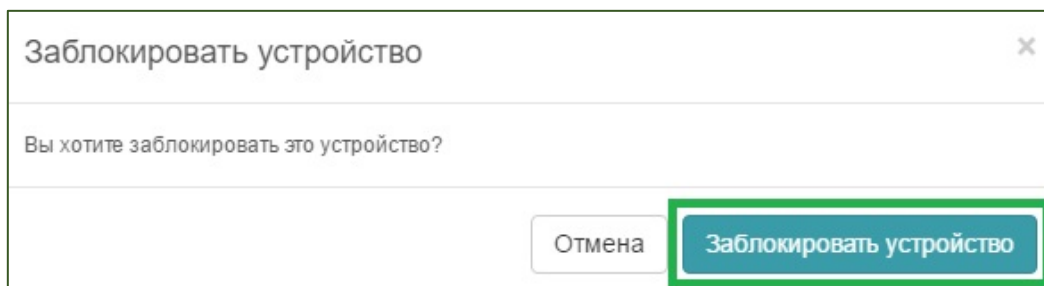 Заблокировать устройство ×
Вы хотите заблокировать это устройство?
Отмена Заблокировать устройство